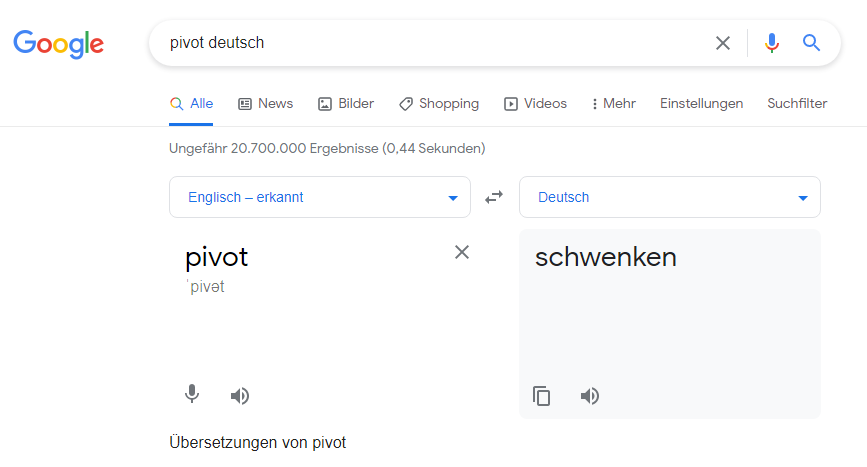 Google
pivot deutsch
Alle News Bilder Shopping Videos Mehr Einstellungen Suchfilter
Ungefähr 20.700.000 Ergebnisse (0,44 Sekunden)
Englisch – erkannt Deutsch
pivot schwenken
ˈpivət
Übersetzungen von pivot